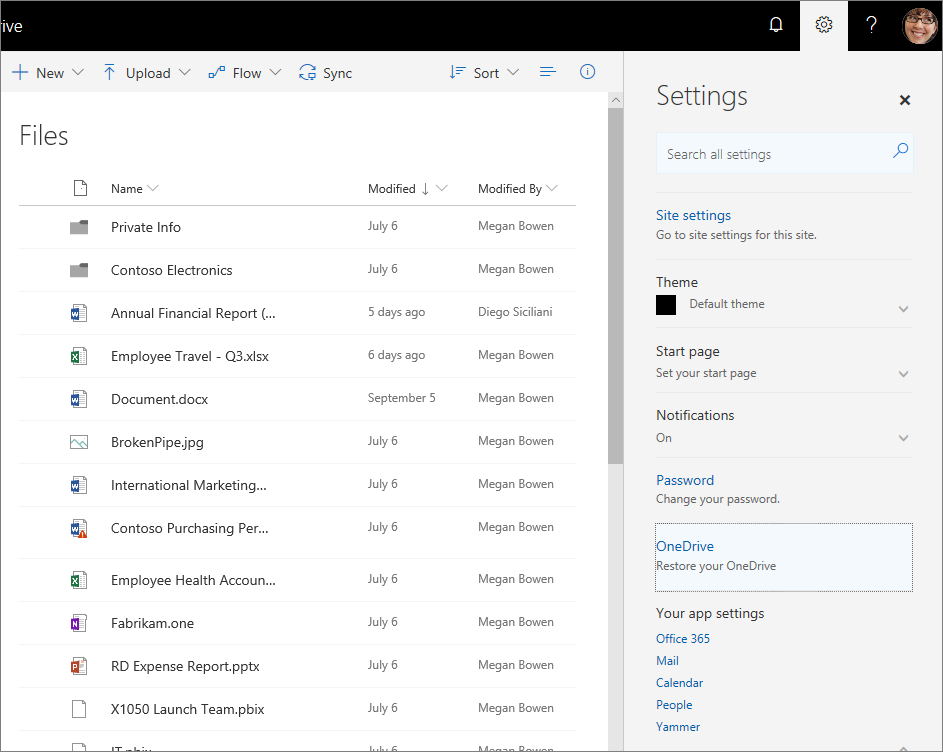 ive
?
New Upload Flow Sync Sort
Files
Name Modified Modified By
Private Info July 6 Megan Bowen
Contoso Electronics July 6 Megan Bowen
Annual Financial Report (... 5 days ago Diego Siciliani
Employee Travel - Q3.xlsx 6 days ago Megan Bowen
Document.docx September 5 Megan Bowen
BrokenPipe.jpg July 6 Megan Bowen
International Marketing... July 6 Megan Bowen
Contoso Purchasing Per... July 6 Megan Bowen
Employee Health Accoun... July 6 Megan Bowen
Fabrikam.one July 6 Megan Bowen
RD Expense Report.pptx July 6 Megan Bowen
X1050 Launch Team.pbix July 6 Megan Bowen
IT.pbix July 6 Megan Bowen
Settings
Search all settings
Site settings
Go to site settings for this site.
Theme
Default theme
Start page
Set your start page
Notifications
On
Password
Change your password.
OneDrive
Restore your OneDrive
Your app settings
Office 365
Mail
Calendar
People
Yammer